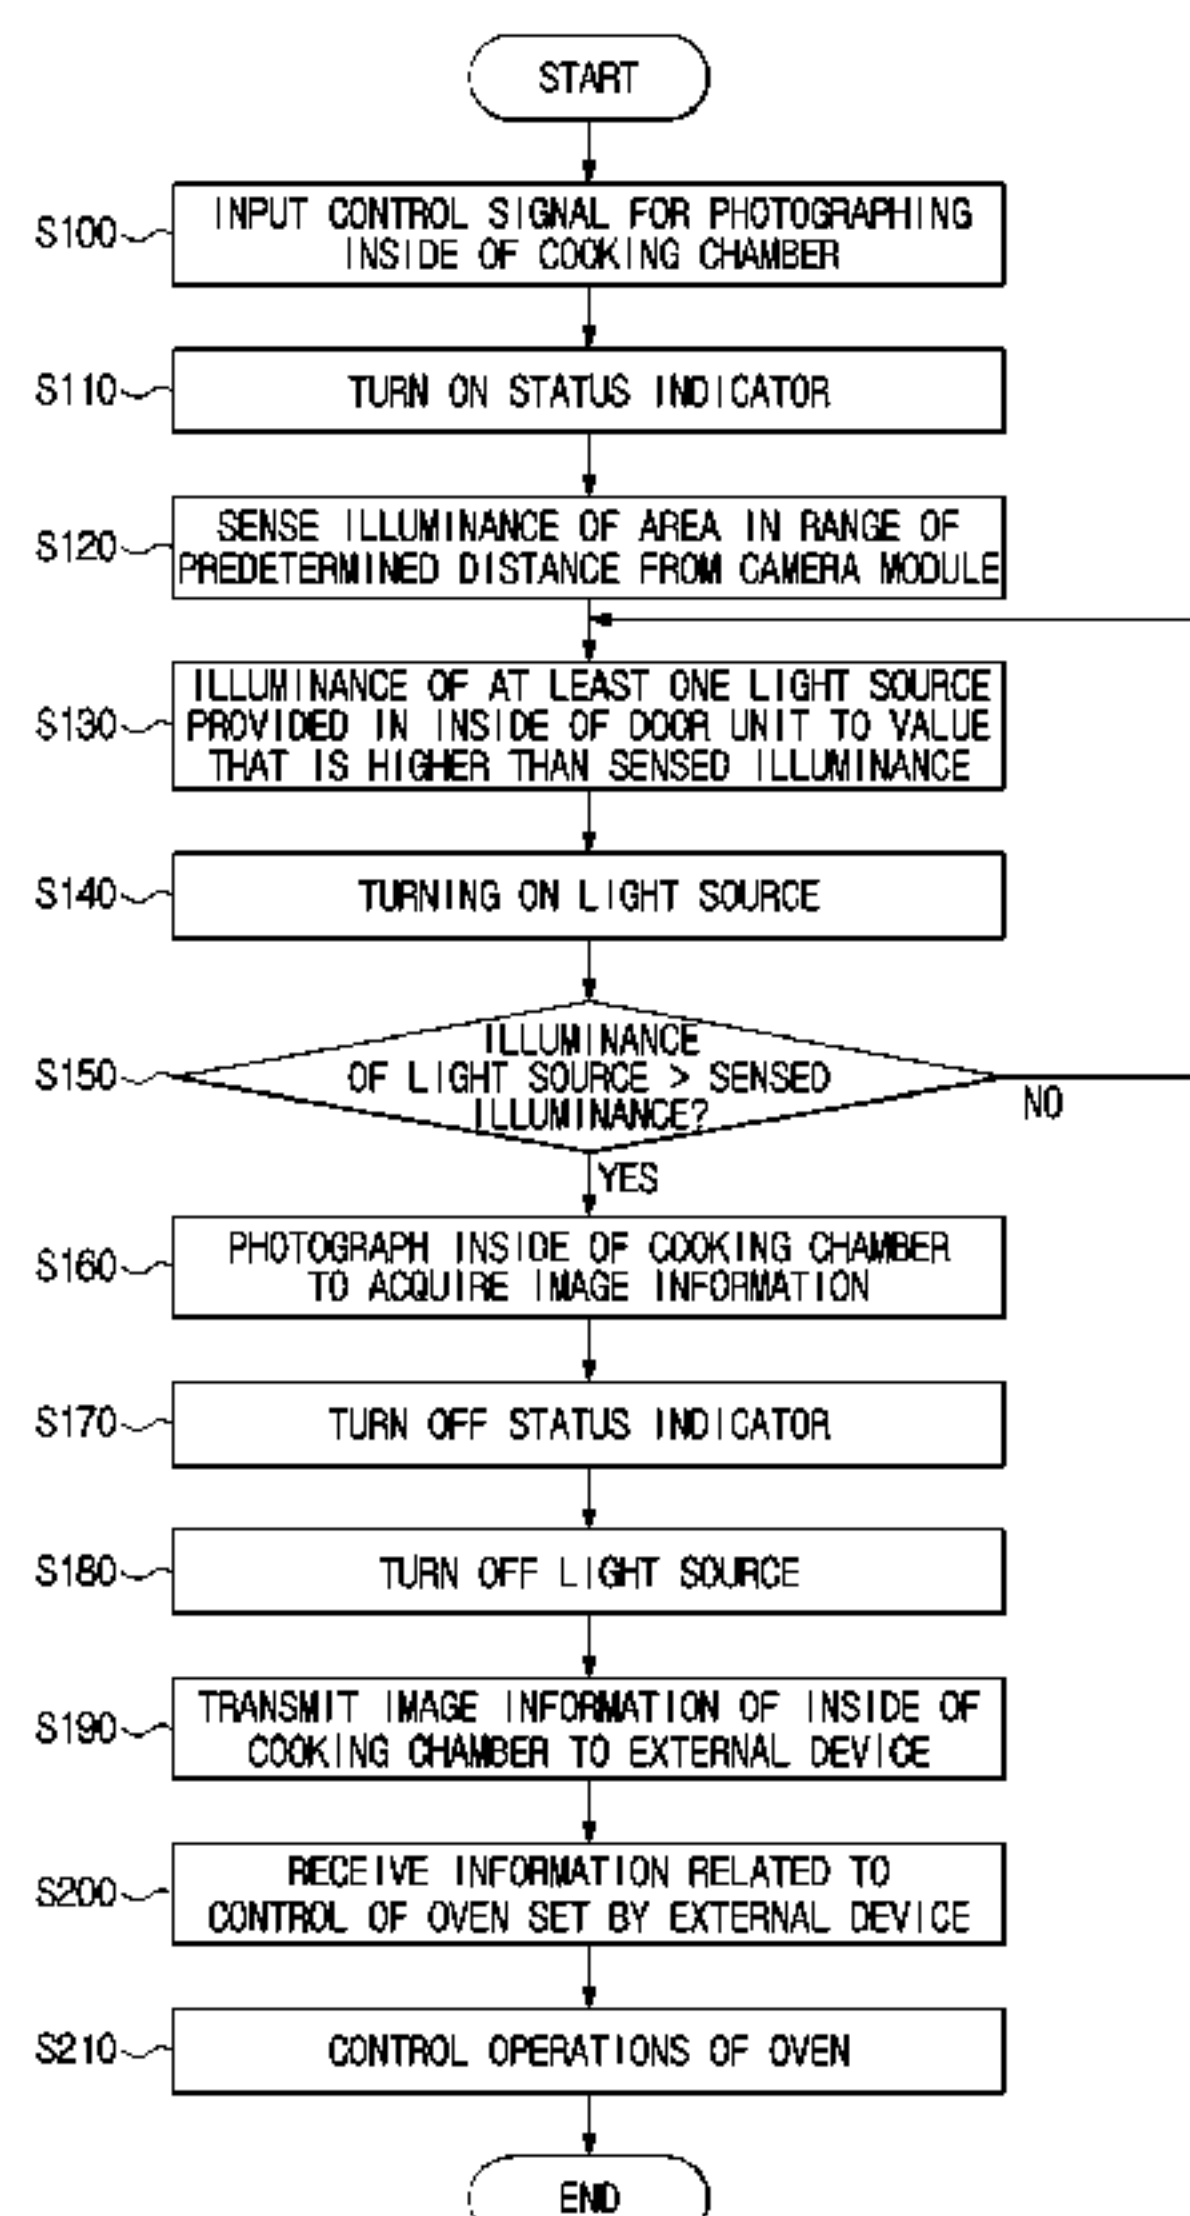 START
S100
INPUT CONTROL SIGNAL FOR PHOTOGRAPHING
INSIDE OF COOKING CHAMBER
S110
TURN ON STATUS INDICATOR
S120
SENSE ILLUMINANCE OF AREA IN RANGE OF
PREDETERMINED DISTANCE FROM CAMERA MODULE
S130
ILLUMINANCE OF AT LEAST ONE LIGHT SOURCE
PROVIDED IN INSIDE OF DOOR UNIT TO VALUE
THAT IS HIGHER THAN SENSED ILLUMINANCE
S140
TURNING ON LIGHT SOURCE
S150
ILLUMINANCE
OF LIGHT SOURCE > SENSED
ILLUMINANCE?
NO
YES
S160
PHOTOGRAPH INSIDE OF COOKING CHAMBER
TO ACQUIRE IMAGE INFORMATION
S170
TURN OFF STATUS INDICATOR
S180
TURN OFF LIGHT SOURCE
S190
TRANSMIT IMAGE INFORMATION OF INSIDE OF
COOKING CHAMBER TO EXTERNAL DEVICE
S200
RECEIVE INFORMATION RELATED TO
CONTROL OF OVEN SET BY EXTERNAL DEVICE
S210
CONTROL OPERATIONS OF OVEN
END